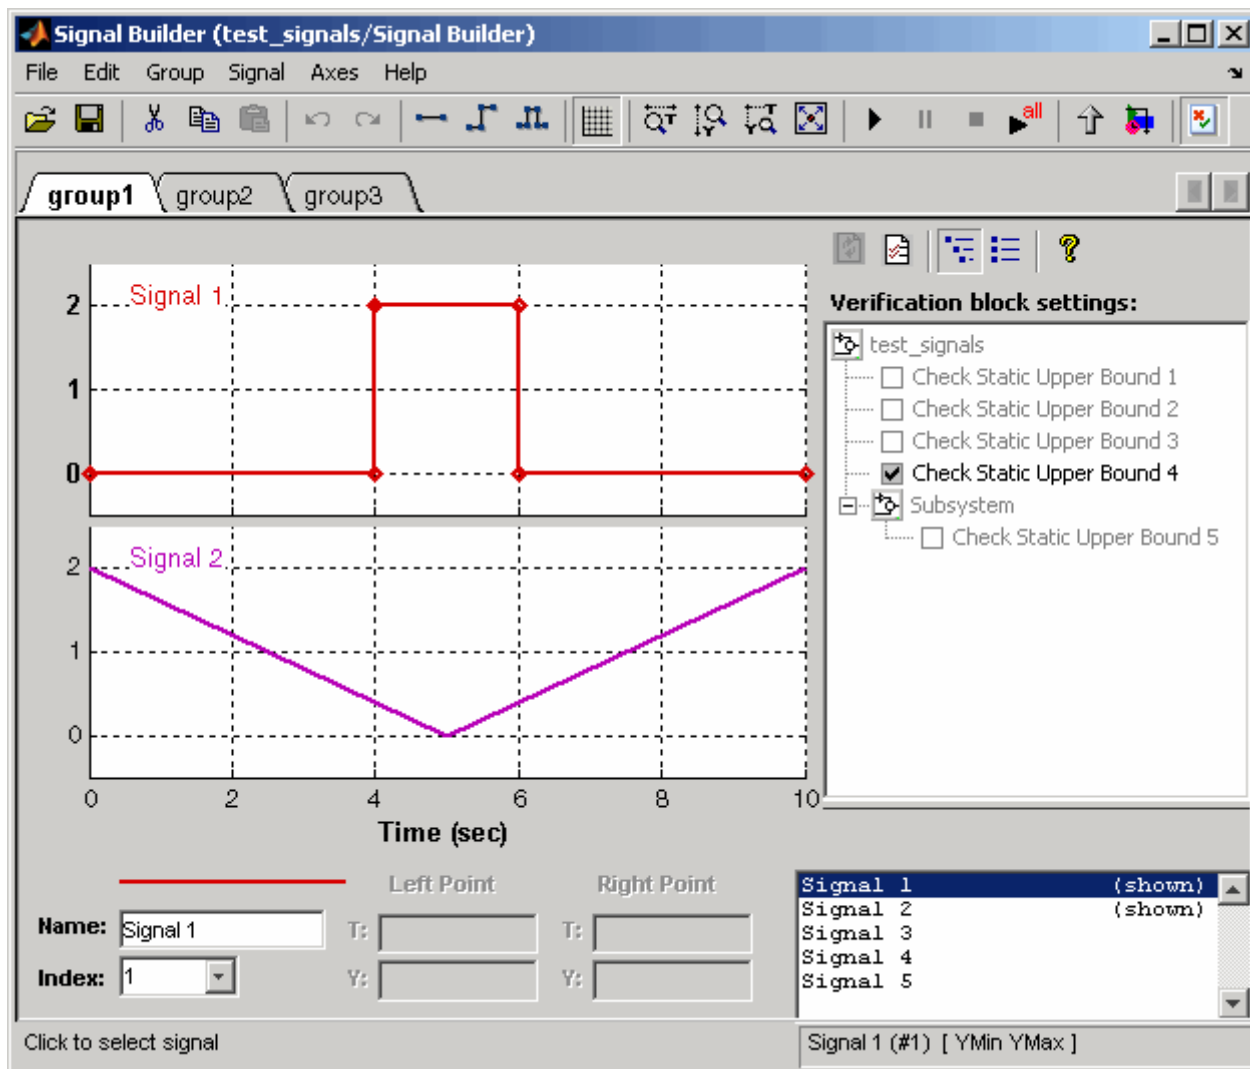 Signal Builder (test_signals/Signal Builder)
File Edit Group Signal Axes Help
all
group1 group2 group3
Verification block settings:
test_signals
Check Static Upper Bound 1
Check Static Upper Bound 2
Check Static Upper Bound 3
Check Static Upper Bound 4
Subsystem
Check Static Upper Bound 5
Signal 1
2
1
0
Signal 2
2
1
0
0 2 4 6 8 10
Time (sec)
Left Point Right Point
Name: Signal 1 T: T:
Index: 1 Y: Y:
Signal 1 (shown)
Signal 2 (shown)
Signal 3
Signal 4
Signal 5
Click to select signal
Signal 1 (#1) [ YMin YMax ]